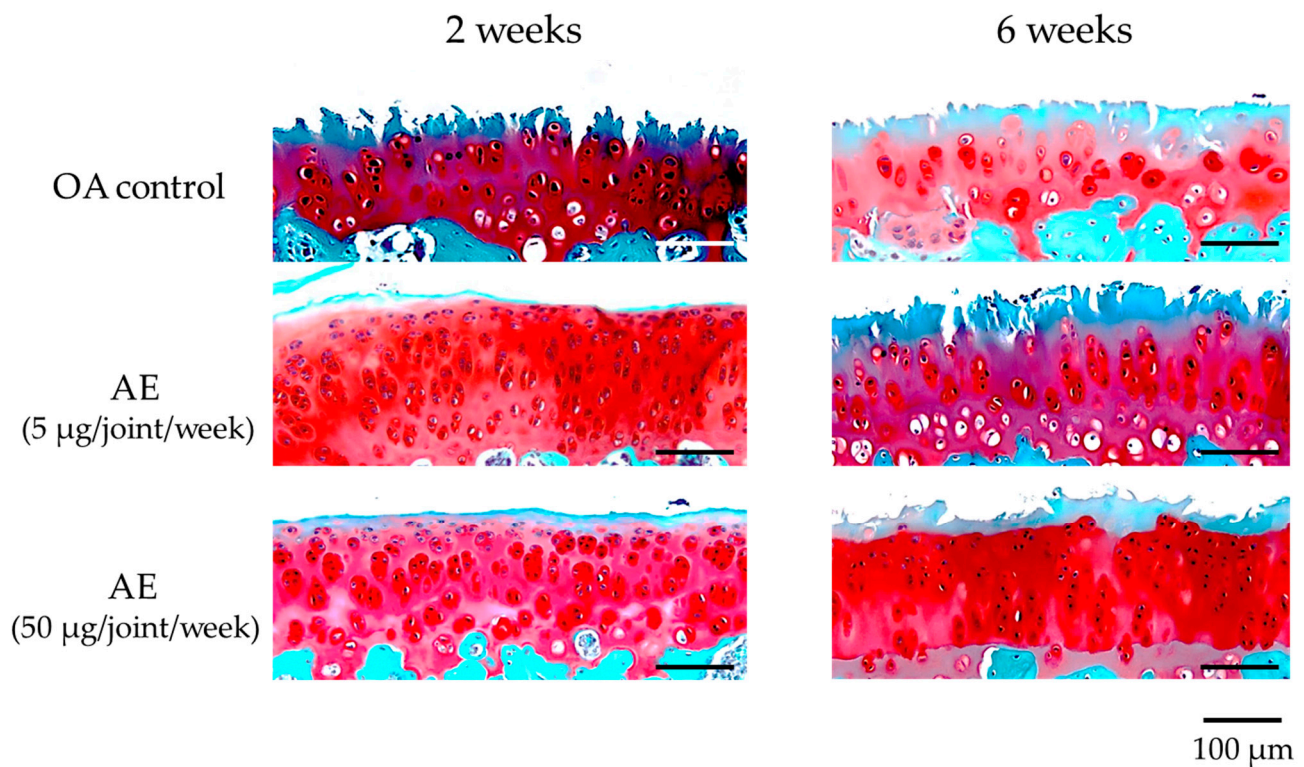 2 weeks
6 weeks
OA control
AE
(5 µg/joint/week)
AE
(50 µg/joint/week)
100 µm